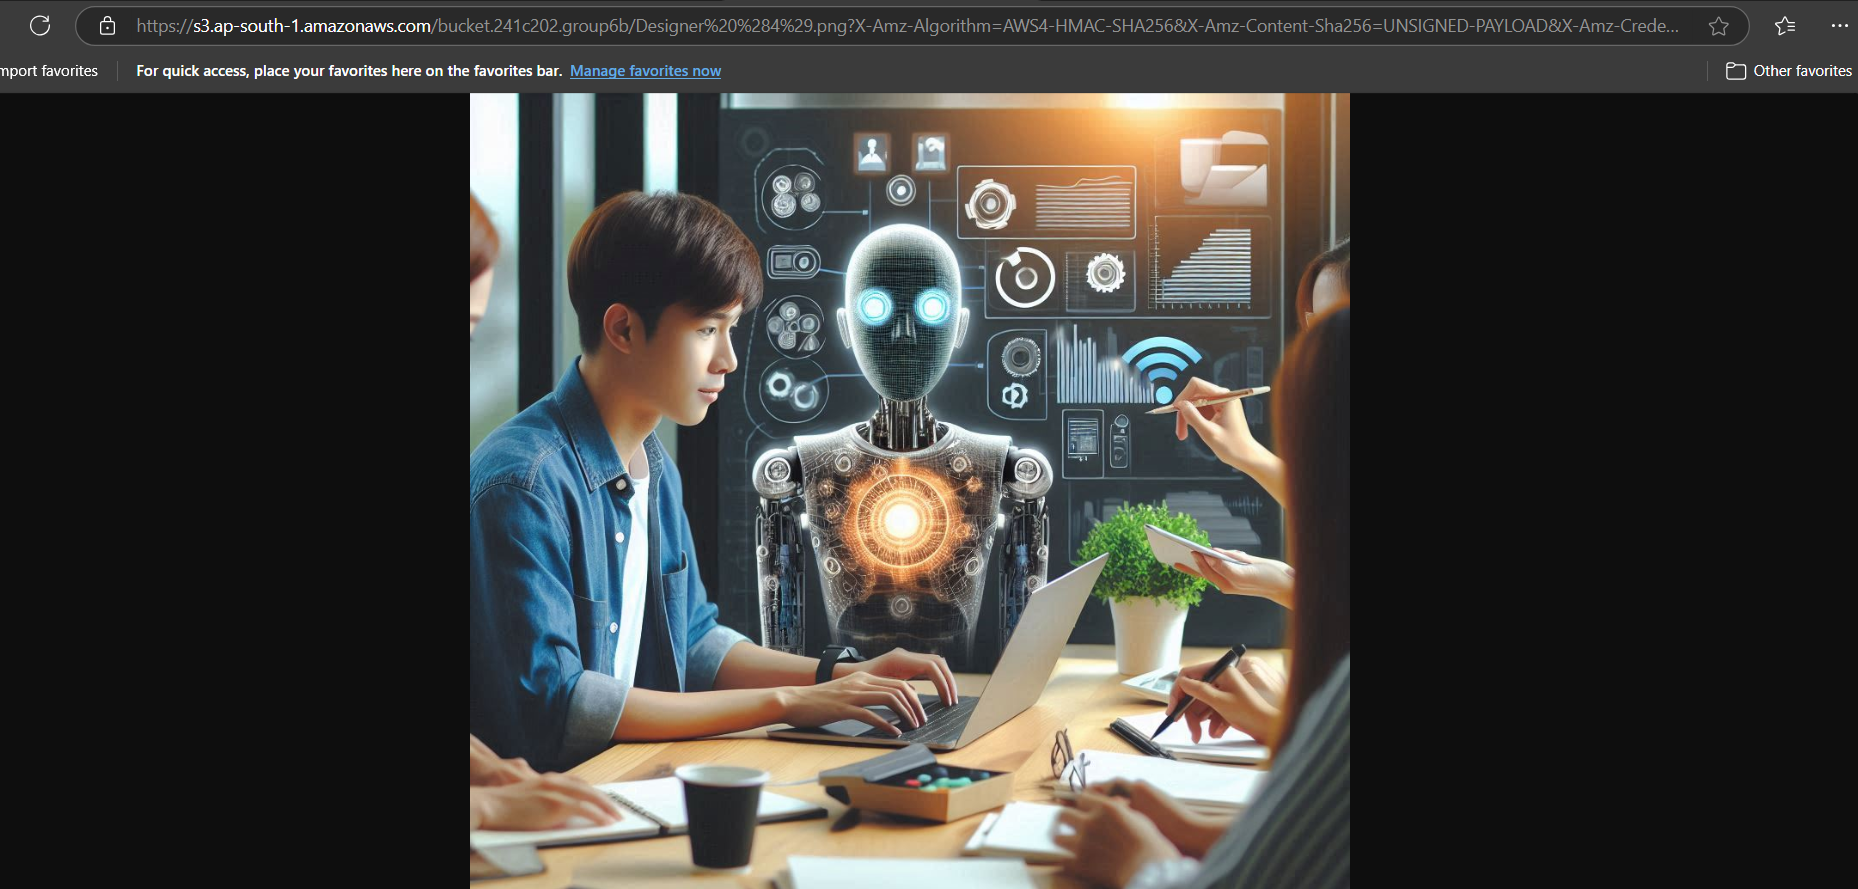 https://s3.ap-south-1.amazonaws.com/bucket.241c202.group6b/Designer%20%284%29.png?X-Amz-Algorithm=AWS4-HMAC-SHA256&X-Amz-Content-Sha256=UNSIGNED-PAYLOAD&X-Amz-Crede...
mport favorites
For quick access, place your favorites here on the favorites bar. Manage favorites now
Other favorites